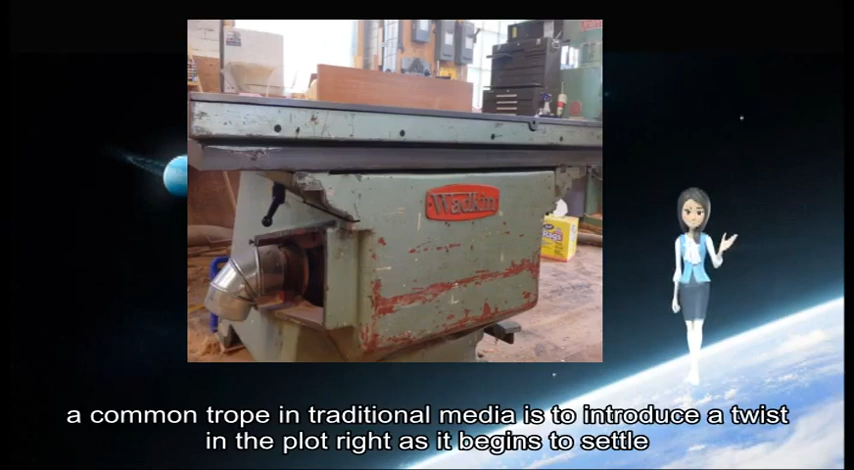 Wadkin
a common trope in traditional media is to introduce a twist
in the plot right as it begins to settle